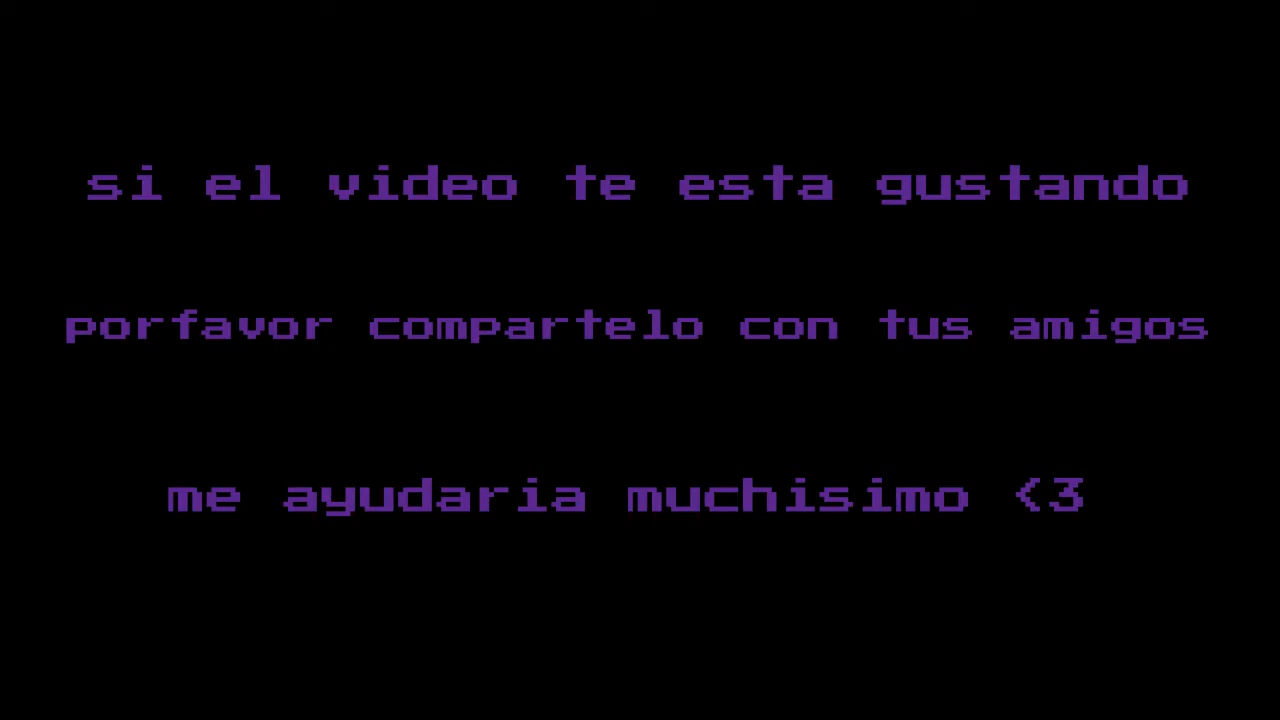 si el video te esta gustando
porfavor compartelo con tus amigos
me ayudaria muchisimo <3